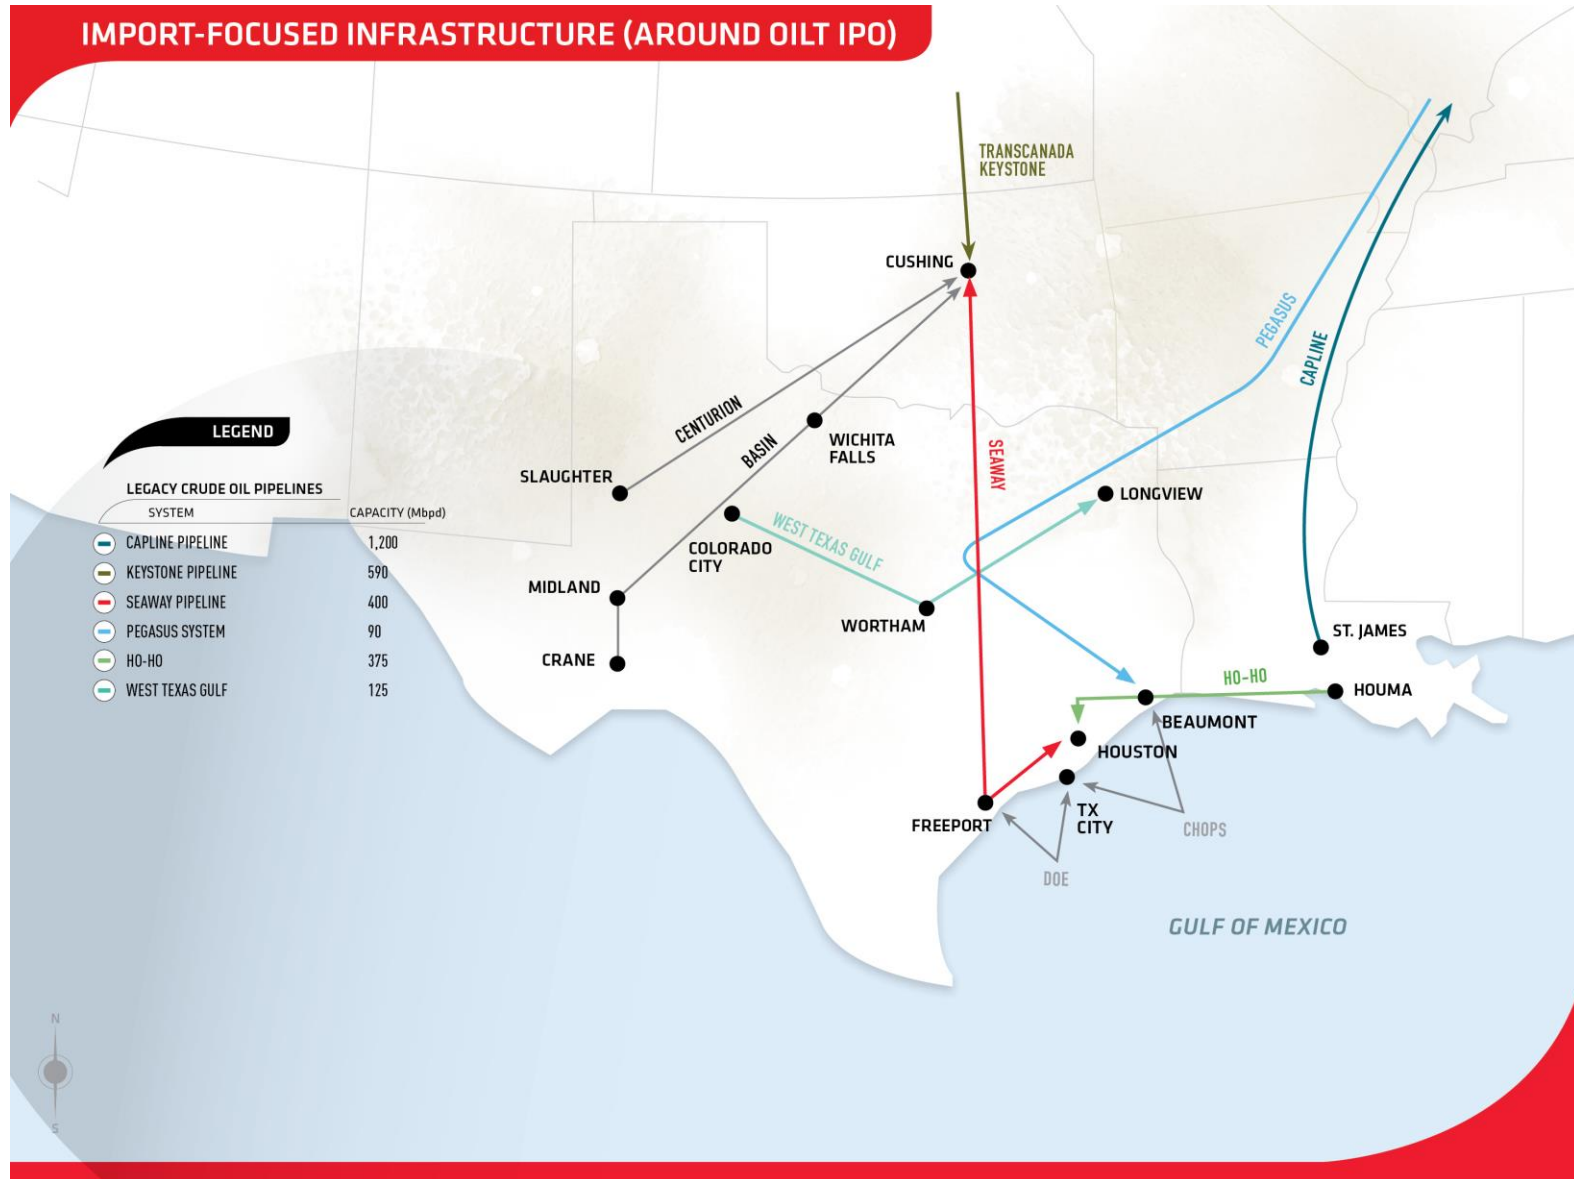 IMPORT-FOCUSED INFRASTRUCTURE (AROUND OILT IPO)
TRANSCANADA
KEYSTONE
CUSHING
PEGASUS
CAPLINE
CENTURION
BASIN
WICHITA
FALLS
SEAWAY
SLAUGHTER
LONGVIEW
WEST TEXAS GULF
COLORADO
CITY
MIDLAND
WORTHAM
CRANE
ST. JAMES
HO-HO
HOUMA
BEAUMONT
HOUSTON
TX
CITY
FREEPORT
CHOPS
DOE
GULF OF MEXICO
LEGEND
LEGACY CRUDE OIL PIPELINES
SYSTEM CAPACITY (Mbpd)
CAPLINE PIPELINE 1,200
KEYSTONE PIPELINE 590
SEAWAY PIPELINE 400
PEGASUS SYSTEM 90
HO-HO 375
WEST TEXAS GULF 125
N
S